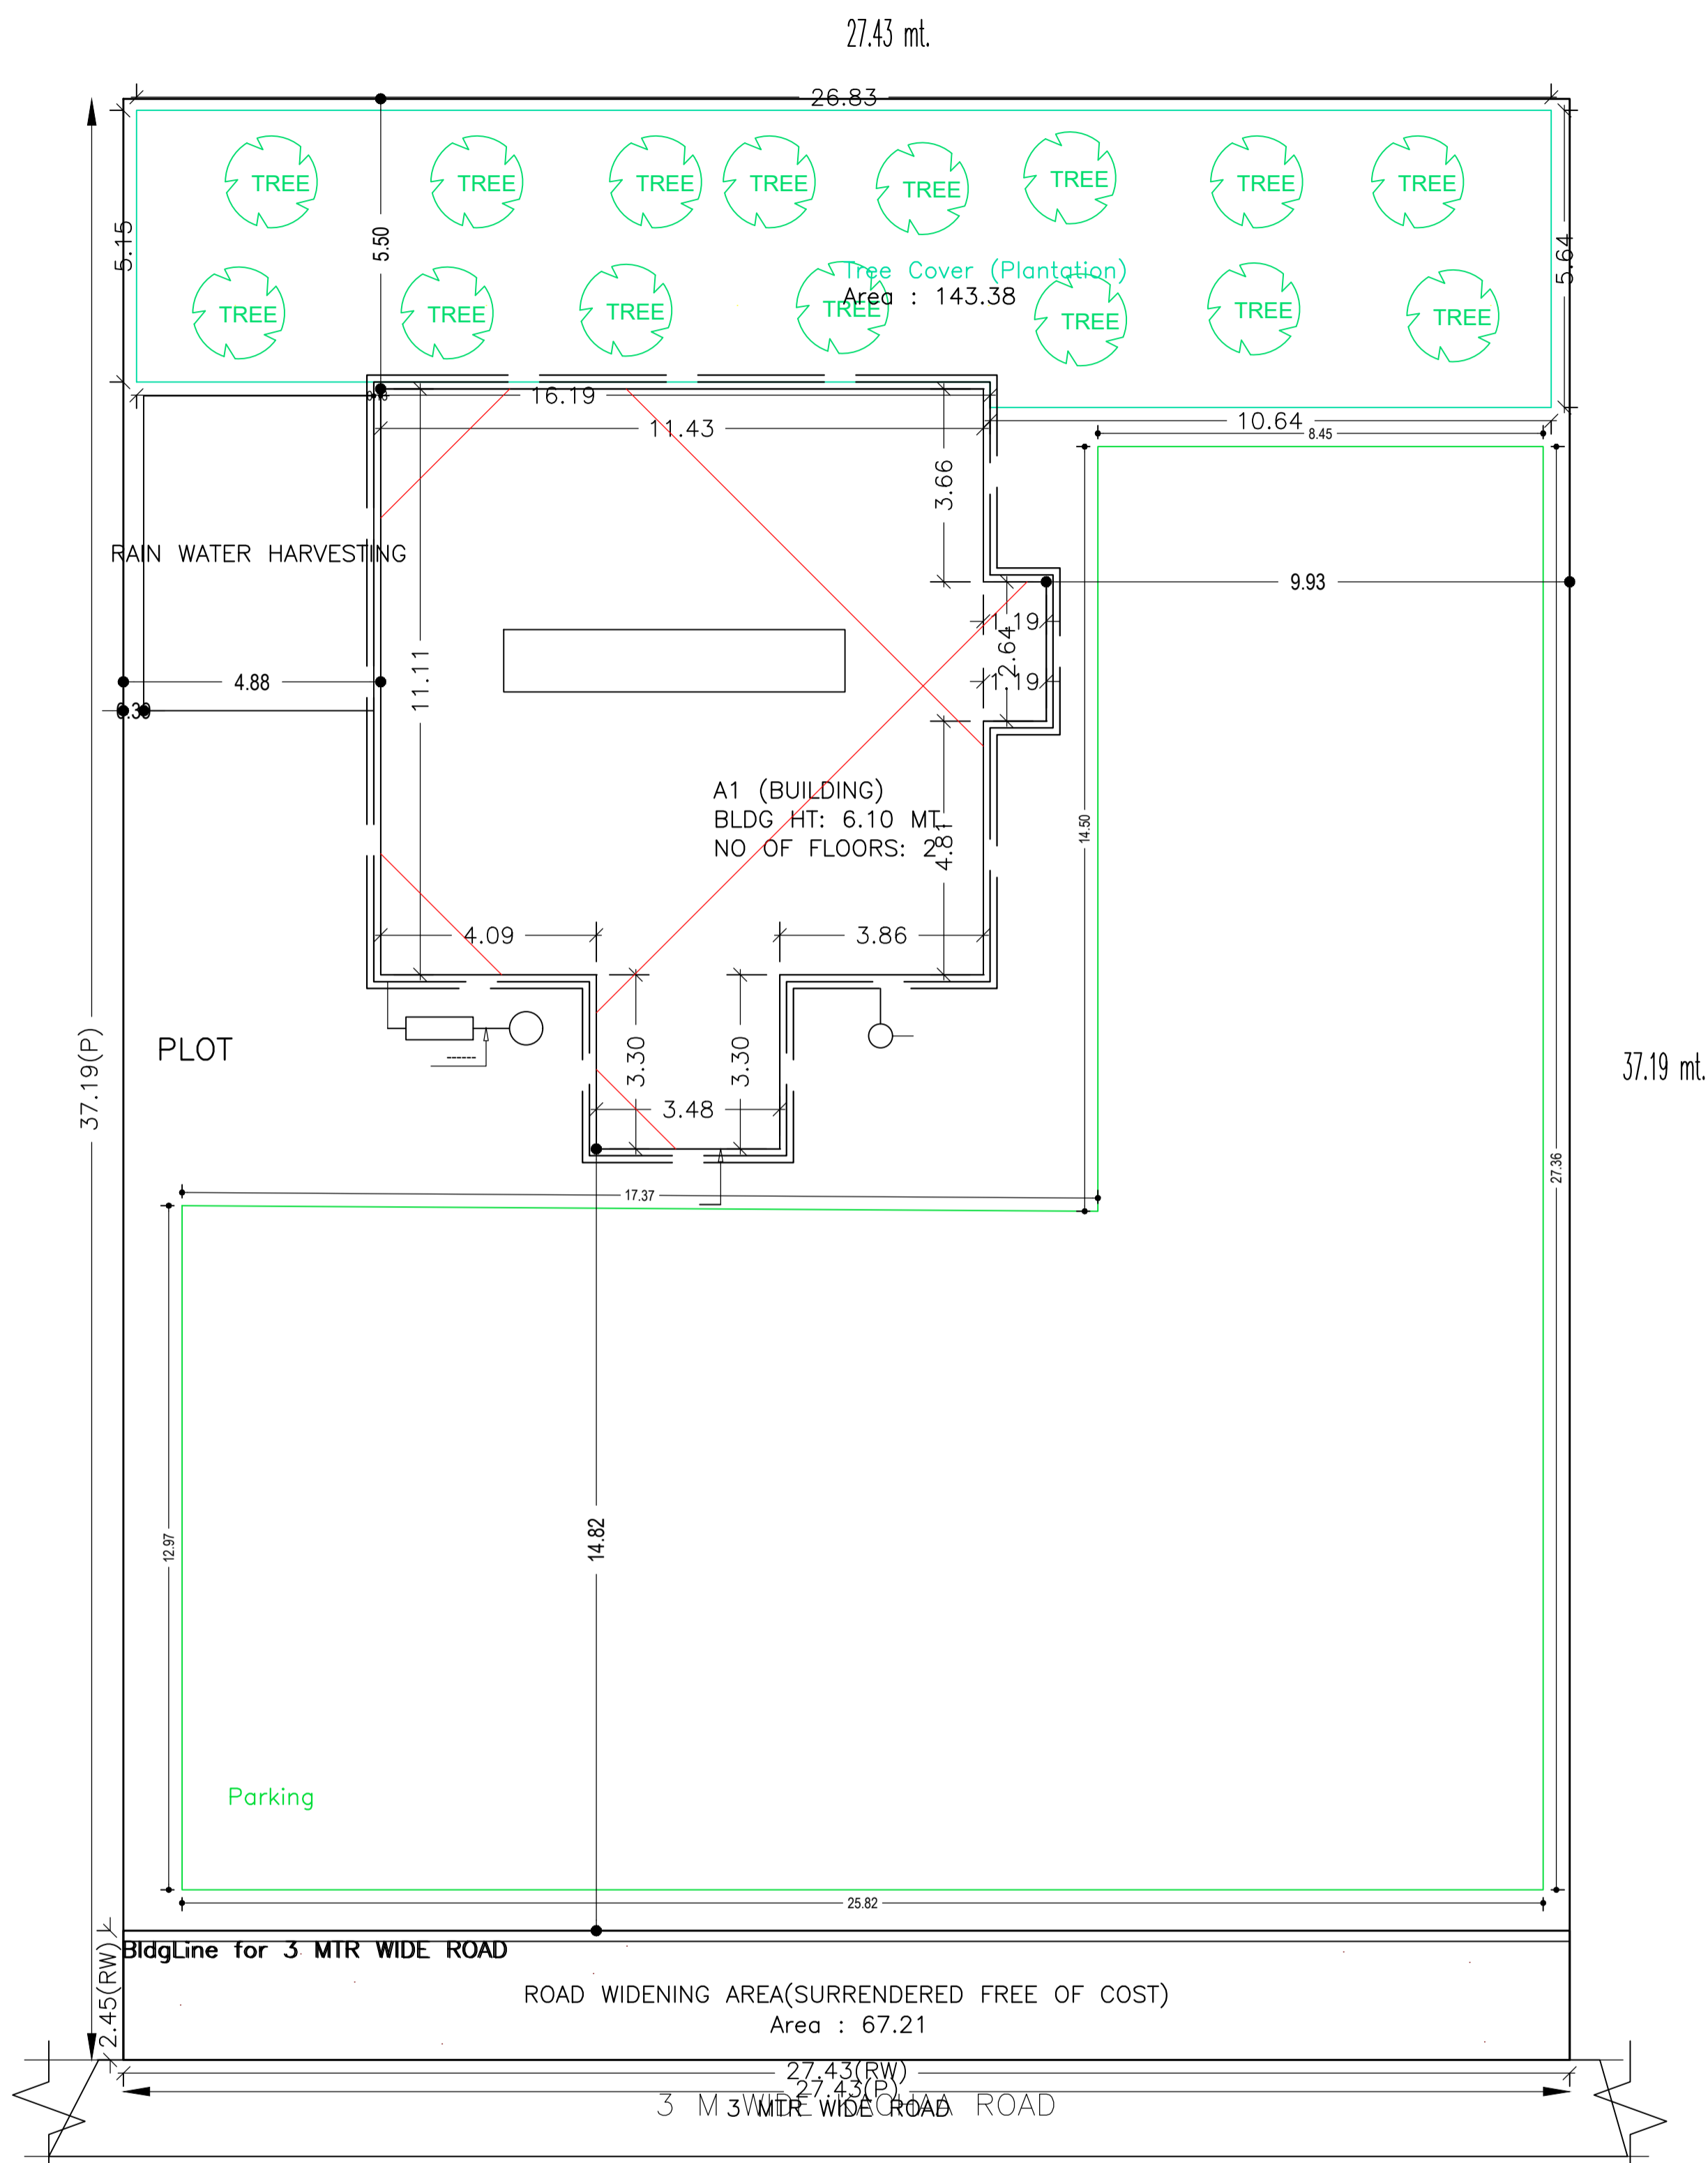 27.43 mt.
26.83
TREE TREE TREE TREE TREE TREE TREE TREE
5.15
5.50
5.64
Tree Cover (Plantation)
Area : 143.38
TREE TREE TREE TREE TREE TREE TREE
16.19
11.43
10.64
8.45
3.66
RAIN WATER HARVESTING
9.93
1.19
2.64
1.19
4.88
11.11
0.39
A1 (BUILDING)
BLDG HT: 6.10 MT.
NO OF FLOORS: 2
4.81
14.50
4.09
3.86
PLOT
37.19(P)
37.19 mt.
3.30
3.30
3.48
27.36
17.37
12.97
14.82
Parking
25.82
BldgLine for 3 MTR WIDE ROAD
2.45(RW)
ROAD WIDENING AREA(SURRENDERED FREE OF COST)
Area : 67.21
27.43(RW)
27.43(P)
3 M WIDE KACHAA ROAD
3 MTR WIDE ROAD